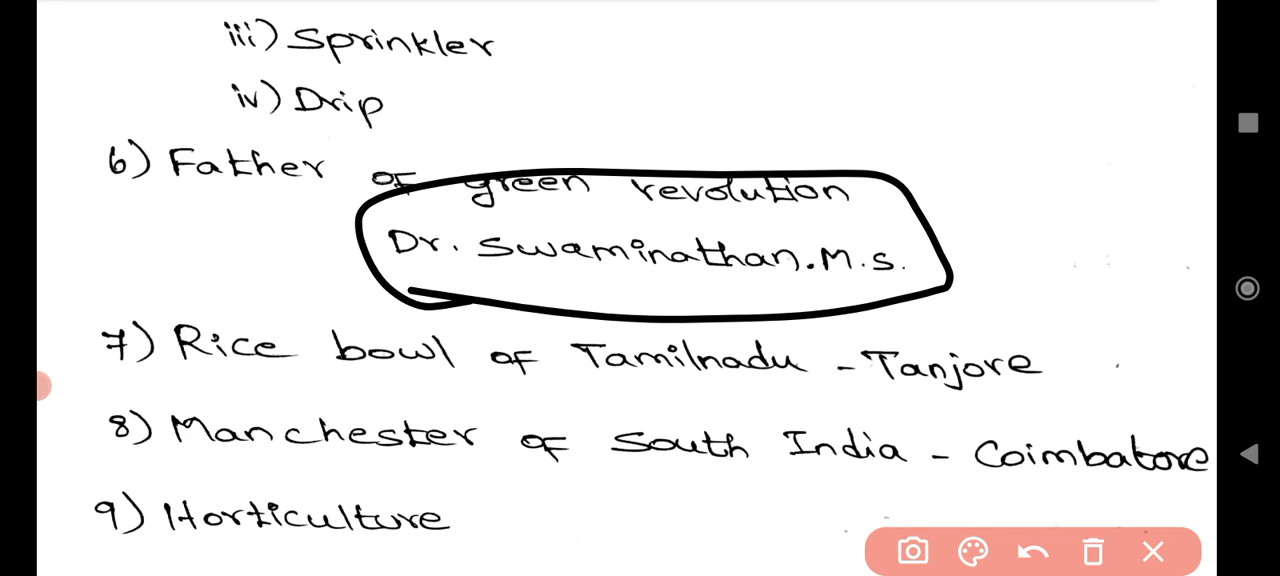 iii) Sprinkler
iv) Drip
6) Father of green revolution
Dr. Swaminathan.M.S.
7) Rice bowl of Tamilnadu - Tanjore
8) Manchester of South India - Coimbatore
9) Horticulture